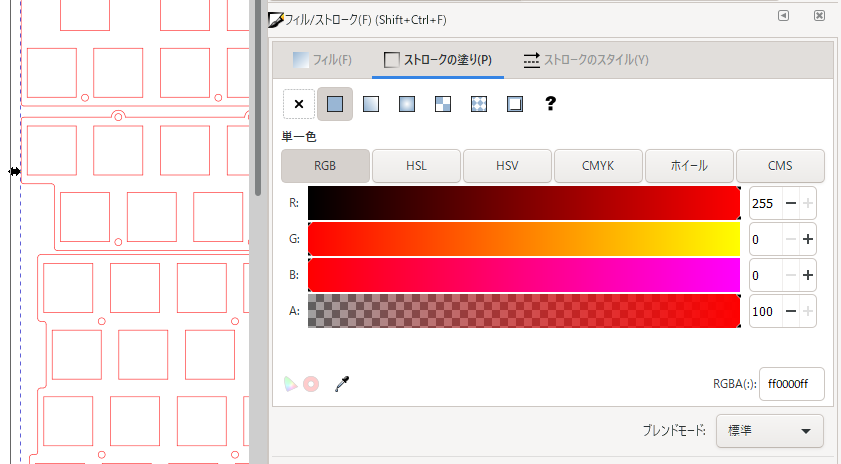 フィル/ストローク(F) (Shift+Ctrl+F)
フィル(F) ストロークの塗り(P) ストロークのスタイル(Y)
?
単一色
RGB HSL HSV CMYK ホイール CMS
R: 255
G: 0
B: 0
A: 100
RGBA(:): ff0000ff
ブレンドモード: 標準